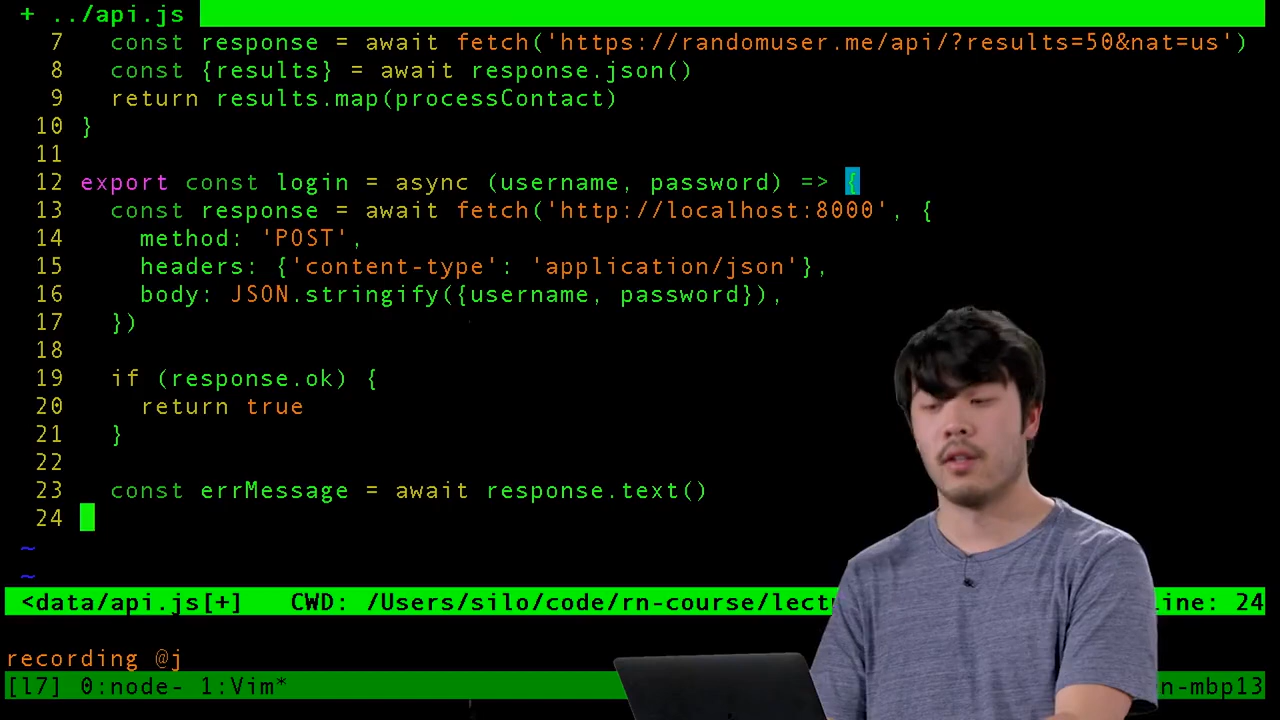 + ../api.js
7 const response = await fetch('https://randomuser.me/api/?results=50&nat=us')
8 const {results} = await response.json()
9 return results.map(processContact)
10 }
11
12 export const login = async (username, password) => {
13 const response = await fetch('http://localhost:8000', {
14 method: 'POST',
15 headers: {'content-type': 'application/json'},
16 body: JSON.stringify({username, password}),
17 })
18
19 if (response.ok) {
20 return true
21 }
22
23 const errMessage = await response.text()
24
~
~
<data/api.js[+] CWD: /Users/silo/code/rn-course/lectu line: 24
recording @j
[l7] 0:node- 1:Vim* n-mbp13